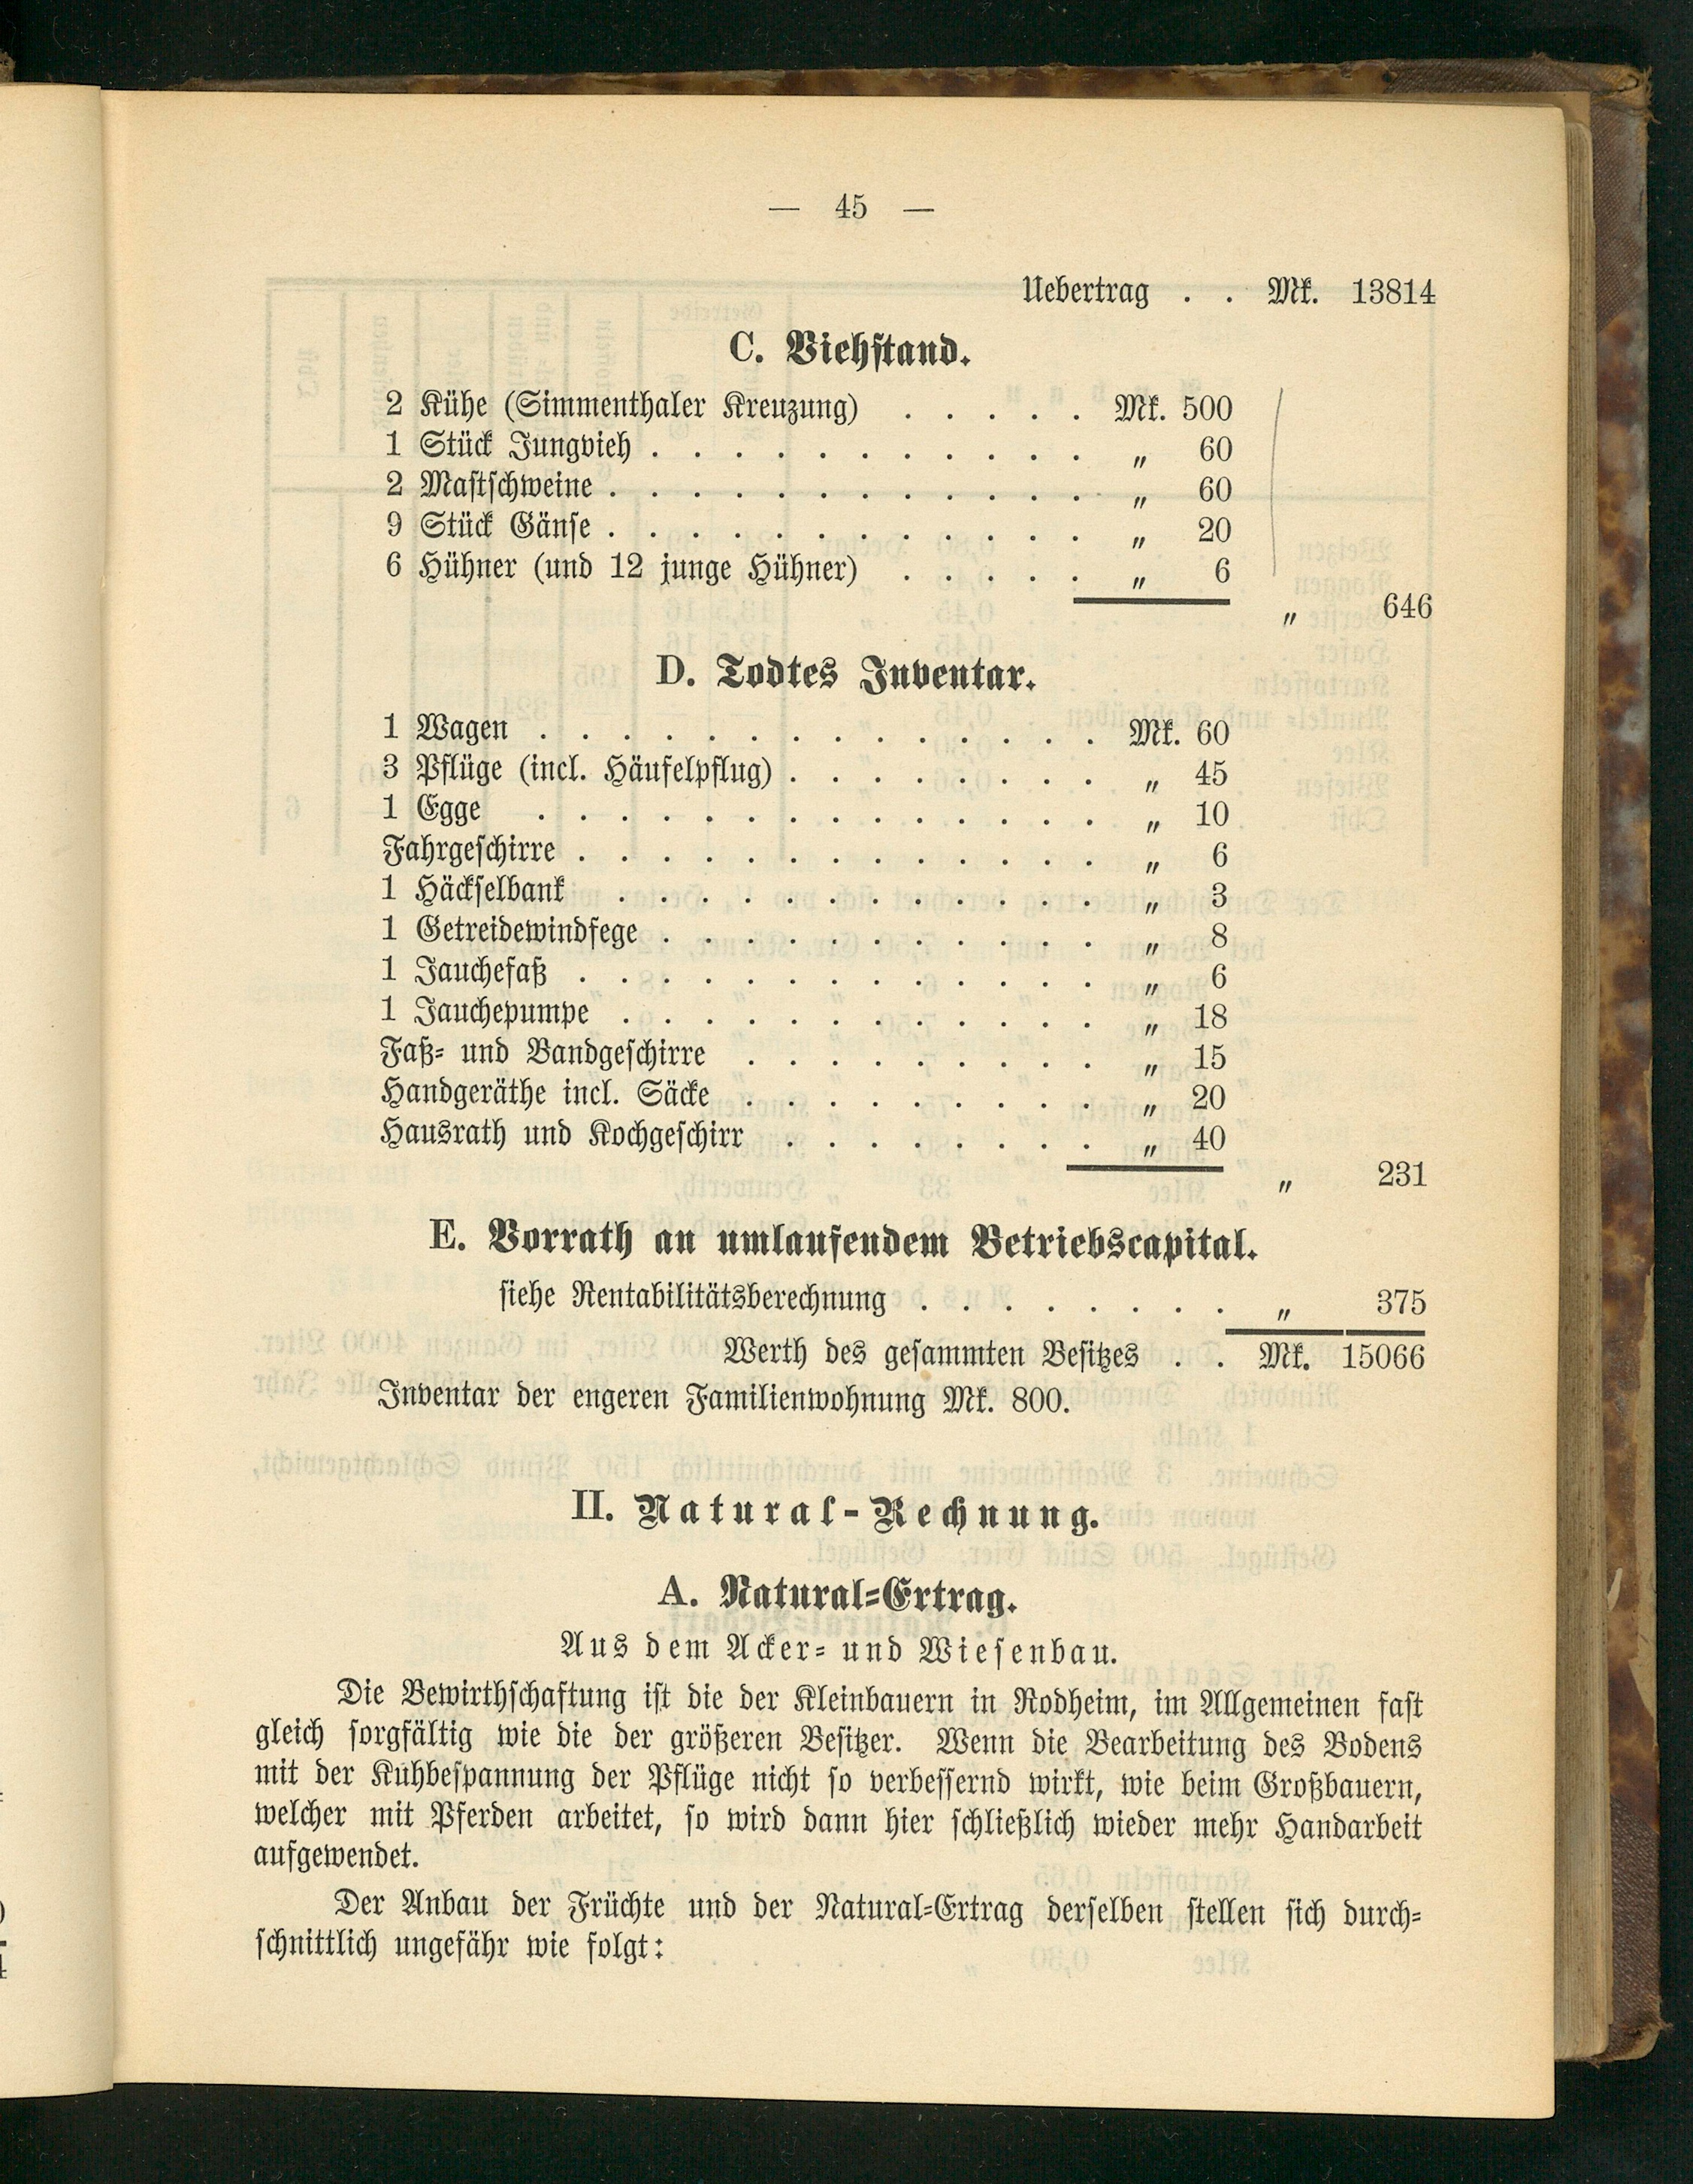 — 45 —
Uebertrag . . Mk. 13814
C. Viehstand.
2 Kühe (Simmenthaler Kreuzung) . . . . . Mk. 500
1 Stück Jungvieh . . . . . . . . . . . „ 60
2 Mastschweine . . . . . . . . . . . . „ 60
9 Stück Gänse . . . . . . . . . . . . „ 20
6 Hühner (und 12 junge Hühner) . . . . . „ 6
„ 646
D. Todtes Inventar.
1 Wagen . . . . . . . . . . . . . . Mk. 60
3 Pflüge (incl. Häufelpflug) . . . . . . . . „ 45
1 Egge . . . . . . . . . . . . . . „ 10
Fahrgeschirre . . . . . . . . . . . . . „ 6
1 Häckselbank . . . . . . . . . . . . „ 3
1 Getreidewindfege . . . . . . . . . . . „ 8
1 Jauchefaß . . . . . . . . . . . . . „ 6
1 Jauchepumpe . . . . . . . . . . . . „ 18
Faß- und Bandgeschirre . . . . . . . . . „ 15
Handgeräthe incl. Säcke . . . . . . . . . „ 20
Hausrath und Kochgeschirr . . . . . . . . „ 40
„ 231
E. Vorrath an umlaufendem Betriebscapital.
siehe Rentabilitätsberechnung . . . . . . . . „ 375
Werth des gesammten Besitzes . . Mk. 15066
Inventar der engeren Familienwohnung Mk. 800.
II. Natural-Rechnung.
A. Natural-Ertrag.
Aus dem Acker- und Wiesenbau.
Die Bewirthschaftung ist die der Kleinbauern in Rodheim, im Allgemeinen fast
gleich sorgfältig wie die der größeren Besitzer. Wenn die Bearbeitung des Bodens
mit der Kuhbespannung der Pflüge nicht so verbessernd wirkt, wie beim Großbauern,
welcher mit Pferden arbeitet, so wird dann hier schließlich wieder mehr Handarbeit
aufgewendet.
Der Anbau der Früchte und der Natural-Ertrag derselben stellen sich durch-
schnittlich ungefähr wie folgt: